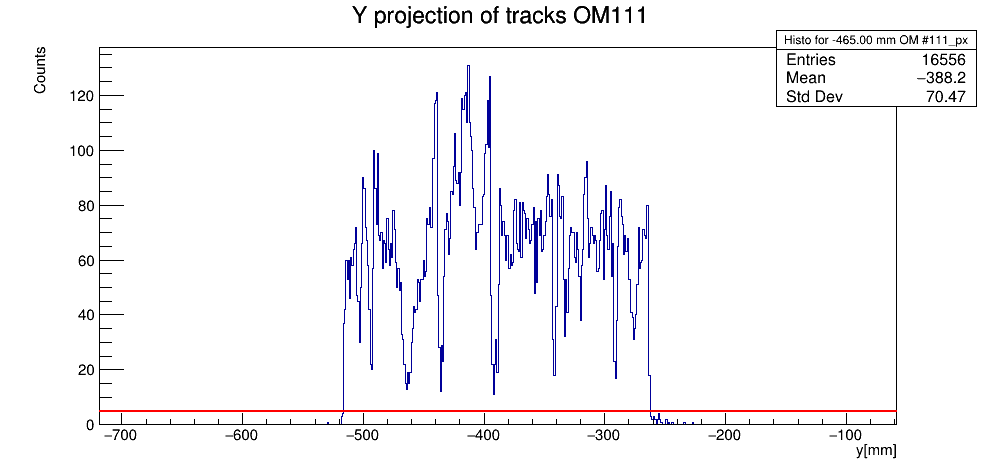 Y projection of tracks OM111
Histo for -465.00 mm OM #111_px
Entries 16556
Mean −388.2
Std Dev 70.47
Counts
120
100
80
60
40
20
0
−700 −600 −500 −400 −300 −200 −100
y[mm]